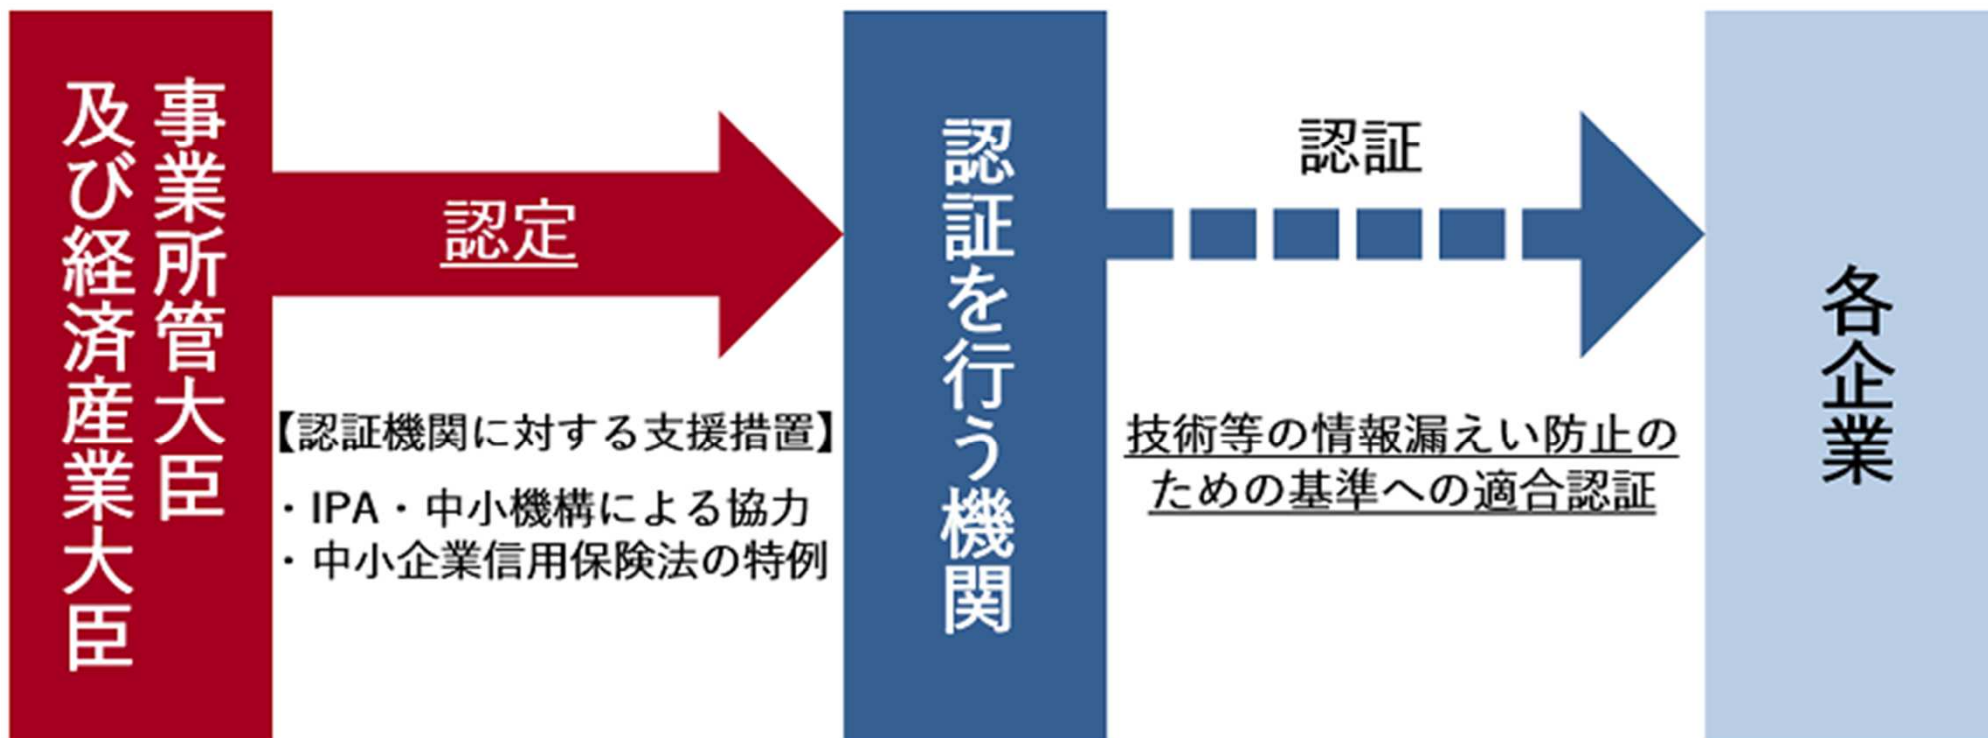 事業所管大臣
及び経済産業大臣
認定
【認証機関に対する支援措置】
・IPA・中小機構による協力
・中小企業信用保険法の特例
認証を行う機関
認証
技術等の情報漏えい防止の
ための基準への適合認証
各企業